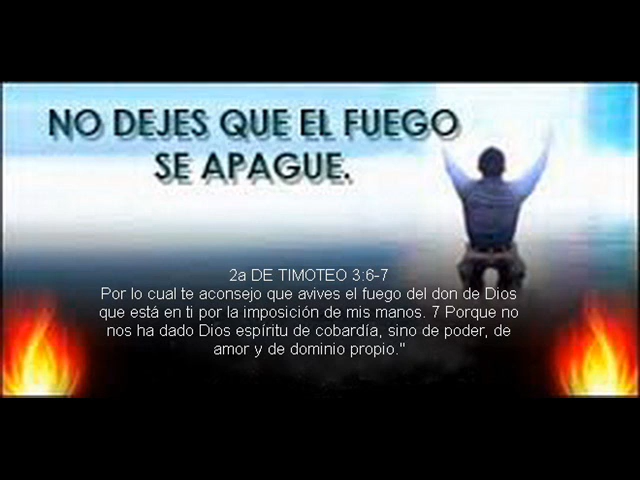 NO DEJES QUE EL FUEGO
SE APAGUE.
2a DE TIMOTEO 3:6-7
Por lo cual te aconsejo que avives el fuego del don de Dios
que está en ti por la imposición de mis manos. 7 Porque no
nos ha dado Dios espíritu de cobardía, sino de poder, de
amor y de dominio propio."